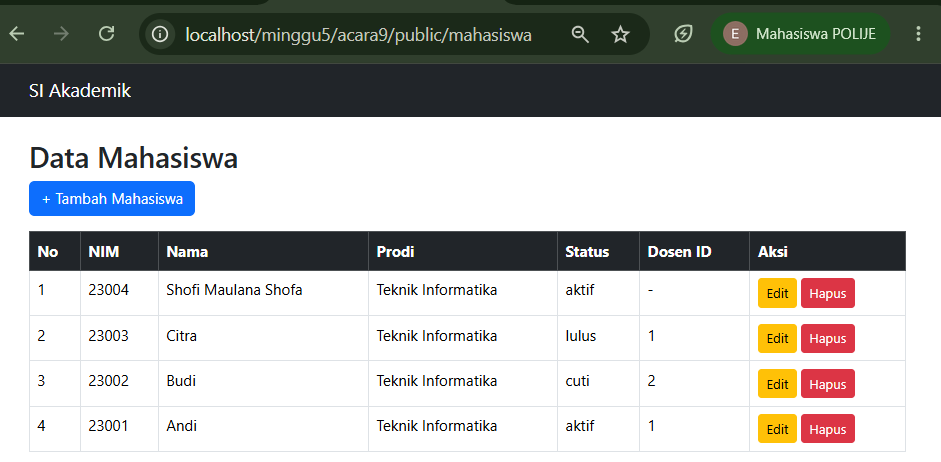 localhost/minggu5/acara9/public/mahasiswa E Mahasiswa POLIJE
SI Akademik
Data Mahasiswa
+ Tambah Mahasiswa
No NIM Nama Prodi Status Dosen ID Aksi
1 23004 Shofi Maulana Shofa Teknik Informatika aktif - Edit Hapus
2 23003 Citra Teknik Informatika lulus 1 Edit Hapus
3 23002 Budi Teknik Informatika cuti 2 Edit Hapus
4 23001 Andi Teknik Informatika aktif 1 Edit Hapus